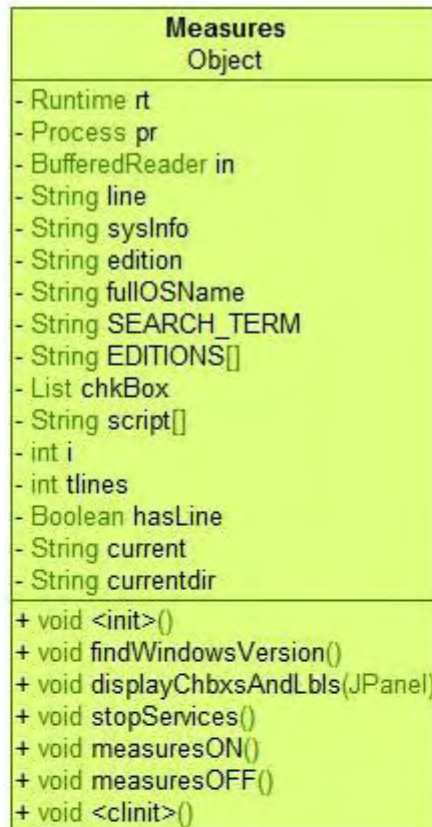 Measures
Object
- Runtime rt
- Process pr
- BufferedReader in
- String line
- String sysInfo
- String edition
- String fullOSName
- String SEARCH_TERM
- String EDITIONS[]
- List chkBox
- String script[]
- int i
- int tlines
- Boolean hasLine
- String current
- String currentdir
+ void <init>()
+ void findWindowsVersion()
+ void displayChbxsAndLbls(JPanel)
+ void stopServices()
+ void measuresON()
+ void measuresOFF()
+ void <clinit>()